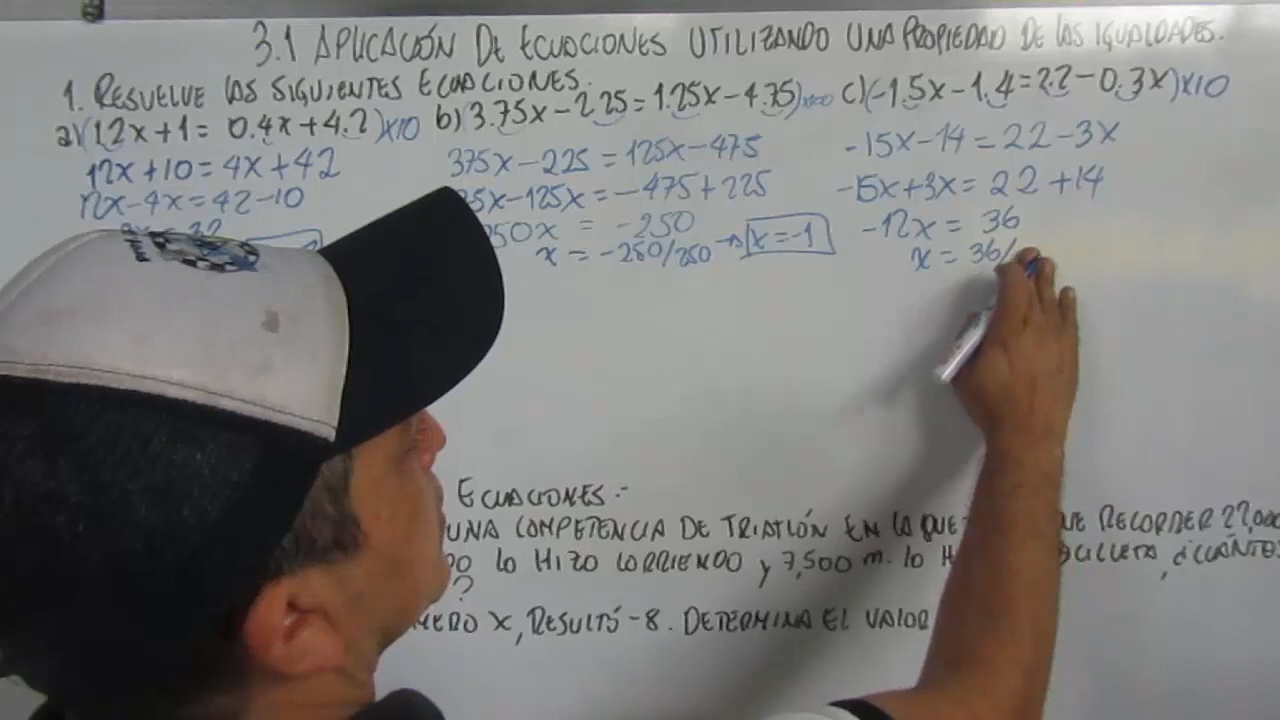 3.1 APLICACIÓN DE ECUACIONES UTILIZANDO UNA PROPIEDAD DE LAS IGUALDADES.
1. RESUELVE LAS SIGUIENTES ECUACIONES.
a) (1.2x+1= 0.4x+4.2)x10
12x+10=4x+42
12x-4x=42-10
b) 3.75x-2.25=1.25x-4.75)x100
375x-225=125x-475
75x-125x=-475+225
250x = -250
x = -250/250 → x=-1
c) (-1.5x-1.4=2.2-0.3x)x10
-15x-14=22-3x
-15x+3x=22+14
-12x = 36
x = 36/
ECUACIONES:-
UNA COMPETENCIA DE TRIATLÓN EN LA QUE QUE RECORRER 22,000
LO HIZO CORRIENDO y 7,500 m. LO ¿CUÁNTO
?
X, RESULTÓ -8. DETERMINA EL VALOR